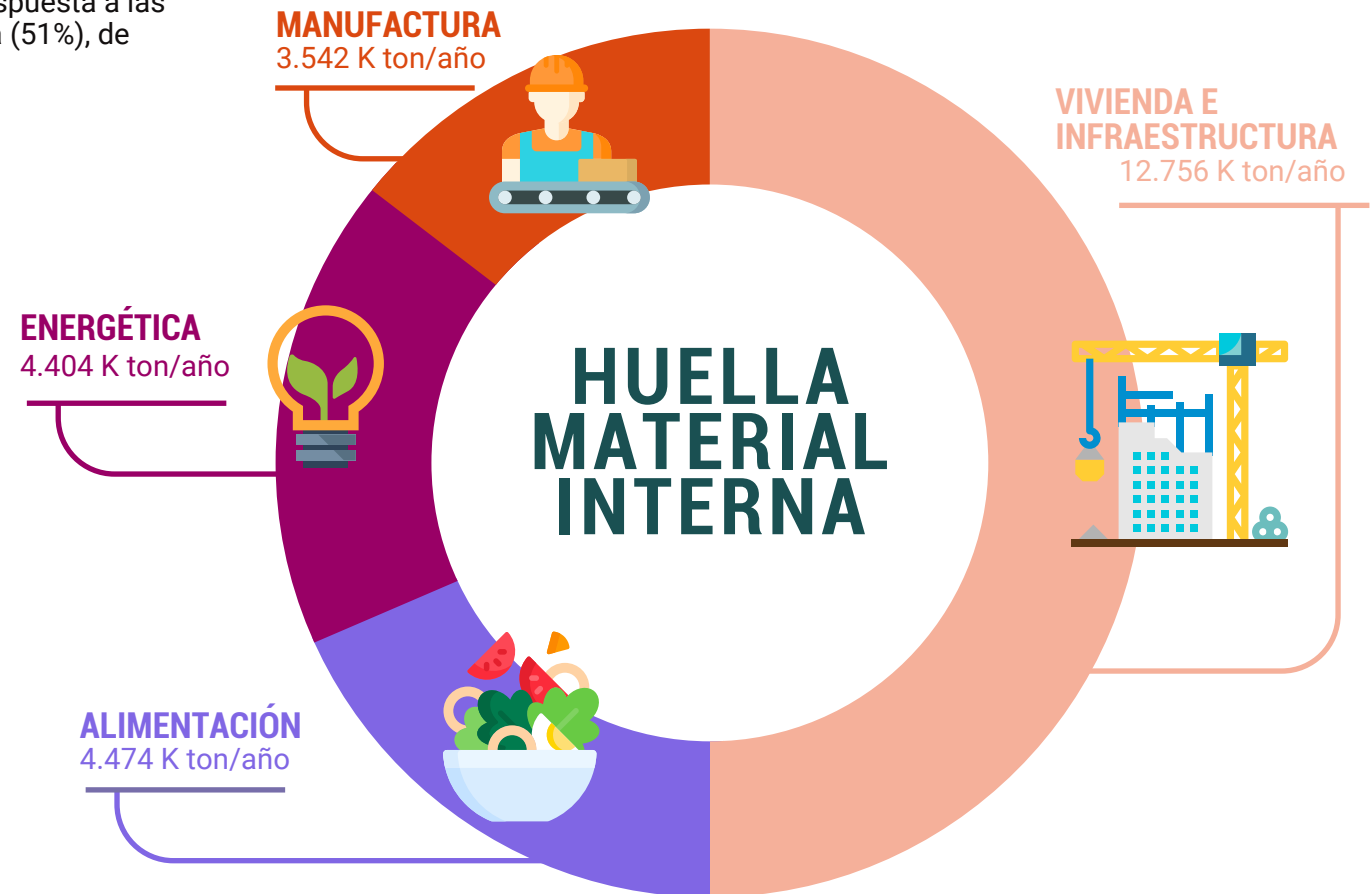 spuesta a las
(51%), de
MANUFACTURA
3.542 K ton/año
VIVIENDA E
INFRAESTRUCTURA
12.756 K ton/año
ENERGÉTICA
4.404 K ton/año
HUELLA
MATERIAL
INTERNA
ALIMENTACIÓN
4.474 K ton/año